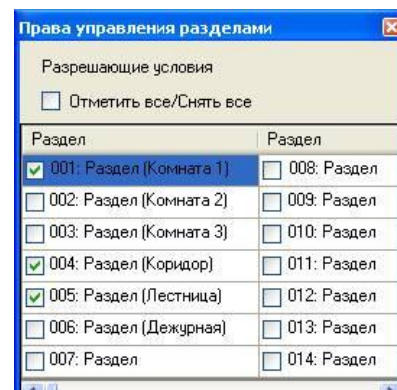 Права управления разделами
Разрешающие условия
Отметить все/Снять все
Раздел Раздел
001: Раздел (Комната 1) 008: Раздел
002: Раздел (Комната 2) 009: Раздел
003: Раздел (Комната 3) 010: Раздел
004: Раздел (Коридор) 011: Раздел
005: Раздел (Лестница) 012: Раздел
006: Раздел (Дежурная) 013: Раздел
007: Раздел 014: Раздел